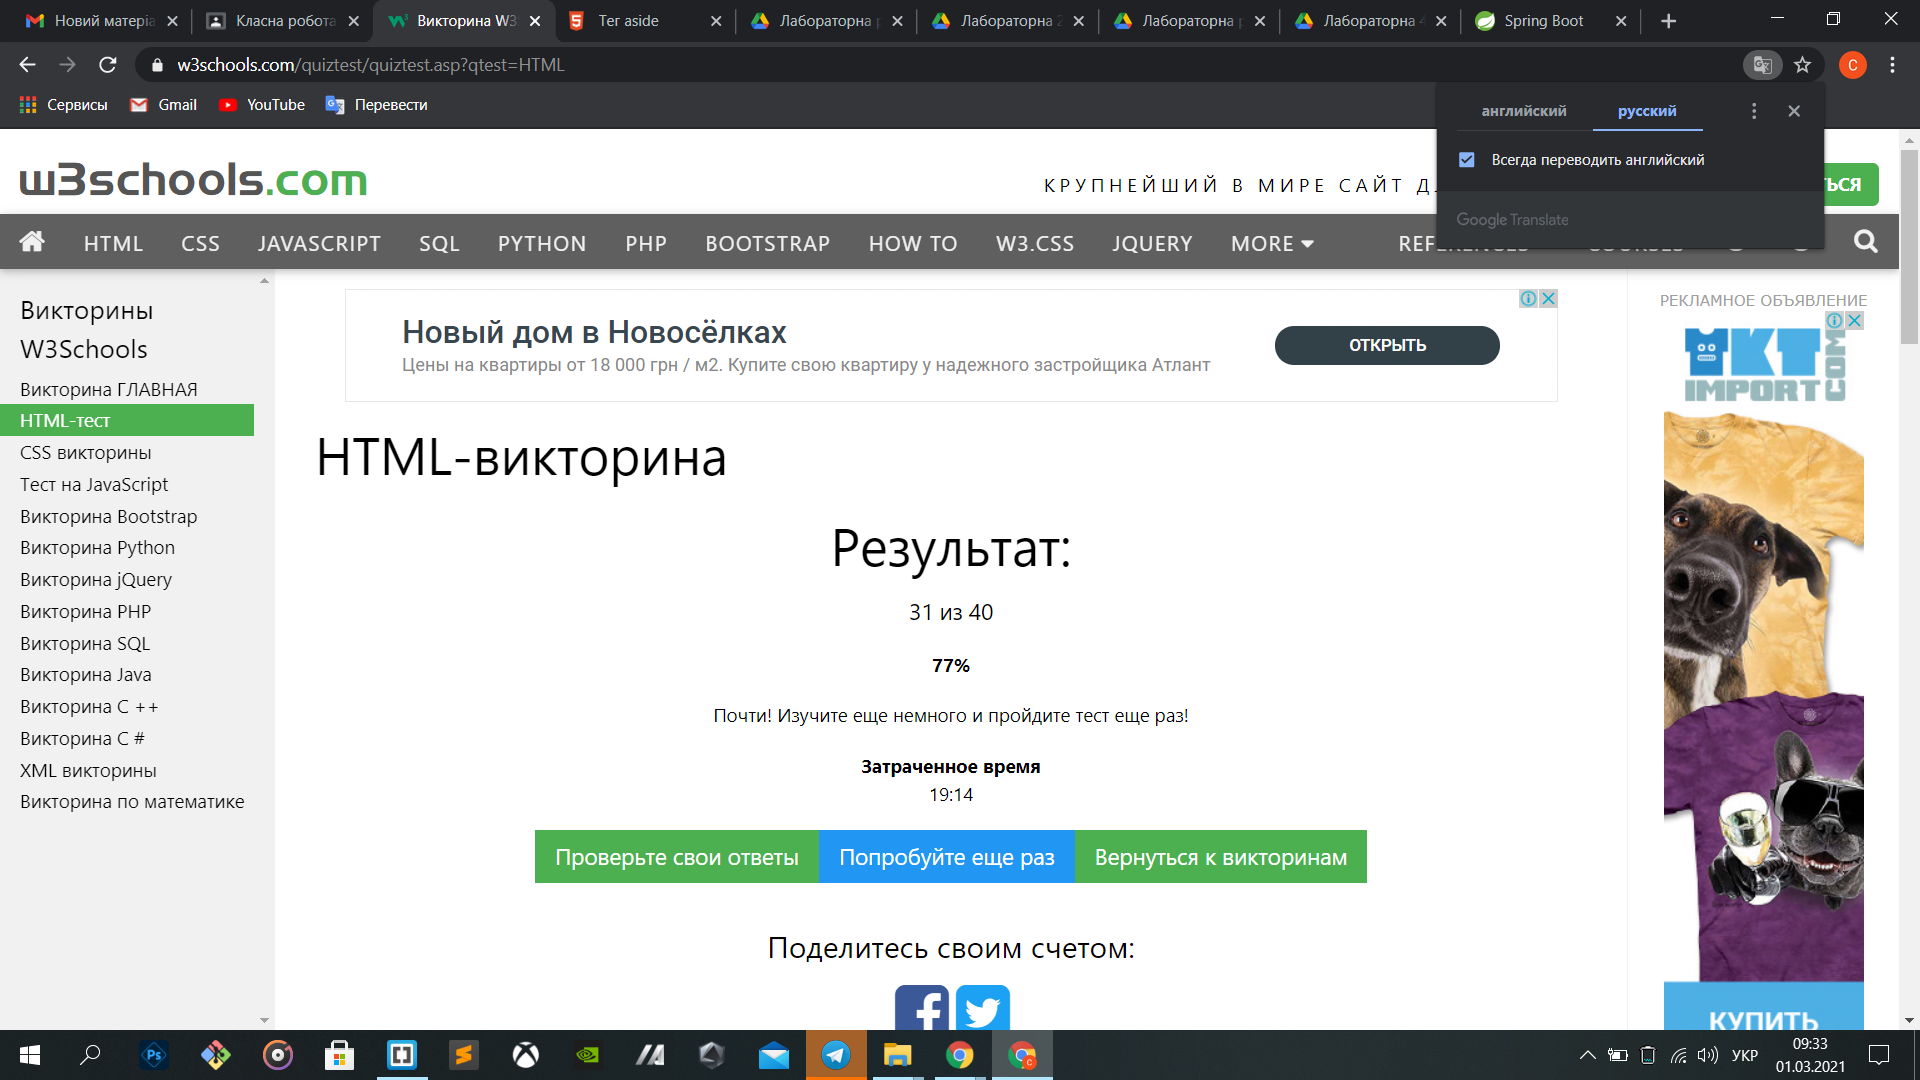 Новий матеріа
Класна робота
Викторина W3
Тег aside
Лабораторна р
Лабораторна 2
Лабораторна р
Лабораторна 4
Spring Boot
w3schools.com/quiztest/quiztest.asp?qtest=HTML
C
Сервисы
Gmail
YouTube
Перевести
английский
русский
Всегда переводить английский
Google Translate
w3schools.com
КРУПНЕЙШИЙ В МИРЕ САЙТ Д
ЬСЯ
HTML
CSS
JAVASCRIPT
SQL
PYTHON
PHP
BOOTSTRAP
HOW TO
W3.CSS
JQUERY
MORE
REFERENCES
COURSES
Викторины
W3Schools
Викторина ГЛАВНАЯ
HTML-тест
CSS викторины
Тест на JavaScript
Викторина Bootstrap
Викторина Python
Викторина jQuery
Викторина PHP
Викторина SQL
Викторина Java
Викторина C ++
Викторина C #
XML викторины
Викторина по математике
Новый дом в Новосёлках
Цены на квартиры от 18 000 грн / м2. Купите свою квартиру у надежного застройщика Атлант
ОТКРЫТЬ
HTML-викторина
Результат:
31 из 40
77%
Почти! Изучите еще немного и пройдите тест еще раз!
Затраченное время
19:14
Проверьте свои ответы
Попробуйте еще раз
Вернуться к викторинам
Поделитесь своим счетом:
РЕКЛАМНОЕ ОБЪЯВЛЕНИЕ
IKT
IMPORT
COM
КУПИТЬ
Ps
УКР
09:33
01.03.2021